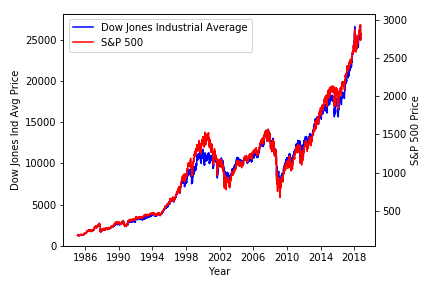 Dow Jones Industrial Average
S&P 500
Dow Jones Ind Avg Price
25000
20000
15000
10000
5000
0
3000
2500
2000
1500
1000
500
S&P 500 Price
1986 1990 1994 1998 2002 2006 2010 2014 2018
Year